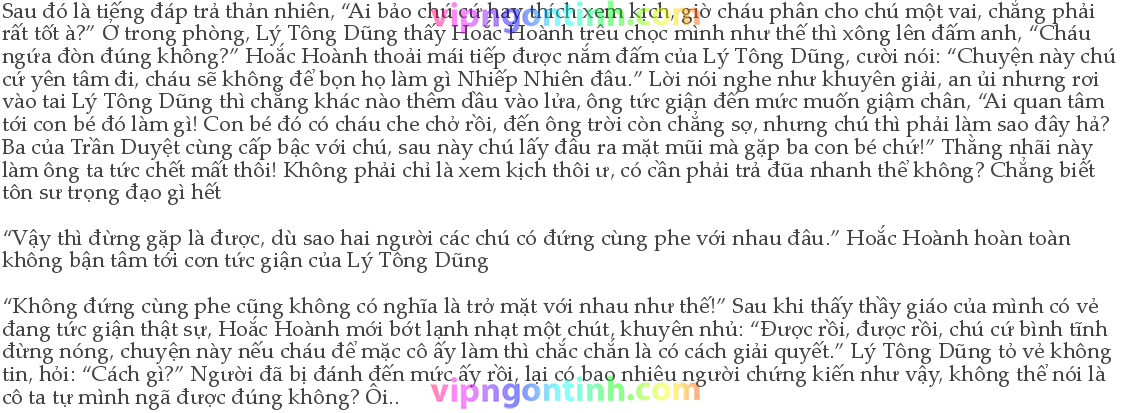 Sau đó là tiếng đáp trả thản nhiên, “Ai bảo chú cứ hay thích xem kịch, giờ cháu phân cho chú một vai, chẳng phải
rất tốt à?” Ở trong phòng, Lý Tông Dũng thấy Hoắc Hoành trêu chọc mình như thế thì xông lên đấm anh, “Cháu
ngứa đòn đúng không?” Hoắc Hoành thoải mái tiếp được nắm đấm của Lý Tông Dũng, cười nói: “Chuyện này chú
cứ yên tâm đi, cháu sẽ không để bọn họ làm gì Nhiếp Nhiên đâu.” Lời nói nghe như khuyên giải, an ủi nhưng rơi
vào tai Lý Tông Dũng thì chẳng khác nào thêm dầu vào lửa, ông tức giận đến mức muốn giậm chân, “Ai quan tâm
tới con bé đó làm gì! Con bé đó có cháu che chở rồi, đến ông trời còn chẳng sợ, nhưng chú thì phải làm sao đây hả?
Ba của Trần Duyệt cùng cấp bậc với chú, sau này chú lấy đâu ra mặt mũi mà gặp ba con bé chứ!” Thằng nhãi này
làm ông ta tức chết mất thôi! Không phải chỉ là xem kịch thôi ư, có cần phải trả đũa nhanh thế không? Chẳng biết
tôn sư trọng đạo gì hết
“Vậy thì đừng gặp là được, dù sao hai người các chú có đứng cùng phe với nhau đâu.” Hoắc Hoành hoàn toàn
không bận tâm tới cơn tức giận của Lý Tông Dũng
“Không đứng cùng phe cũng không có nghĩa là trở mặt với nhau như thế!” Sau khi thấy thầy giáo của mình có vẻ
đang tức giận thật sự, Hoắc Hoành mới bớt lạnh nhạt một chút, khuyên nhủ: “Được rồi, được rồi, chú cứ bình tĩnh
đừng nóng, chuyện này nếu cháu để mặc cô ấy làm thì chắc chắn là có cách giải quyết.” Lý Tông Dũng tỏ vẻ không
tin, hỏi: “Cách gì?” Người đã bị đánh đến mức ấy rồi, lại có bao nhiêu người chứng kiến như vậy, không thể nói là
cô ta tự mình ngã được đúng không? Ôi..
vipngontinh.com
vipngontinh.com